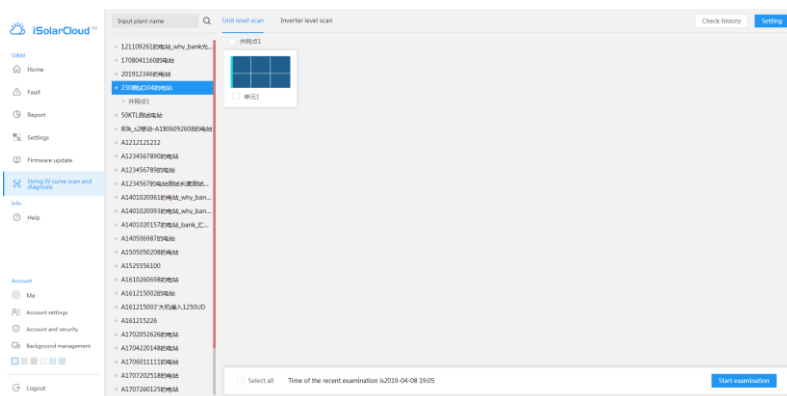 iSolarCloud™
O&M
Home
Fault
Report
Settings
Firmware update
String IV curve scan and
diagnosis
Info
Help
Account
Me
Account settings
Account and security
Background management
Logout
Input plant name
121109261的电站_why_bank光...
1708041160的电站
201912346的电站
230测试104的电站
并网点1
50KTL测试电站
80k_s2移动-A1806092608的电站
A1212121212
A1234567890的电站
A123456789的电站
A1234567的电站测试长度测试...
A1401020061的电站_why_ban...
A1401020093的电站_why_ban...
A1401020157的电站_bank_汇...
A140506987的电站
A1505050208的电站
A1525556100
A1610260698的电站
A161215002的电站
A161215003'大机编入1250UD
A161215226
A1702052626的电站
A1704220148的电站
A1706011111的电站
A1707202518的电站
A1707260125的电站
Unit level scan
Inverter level scan
Check history
Setting
并网点1
单元1
Select all
Time of the recent examination is2019-04-08 19:05
Start examination